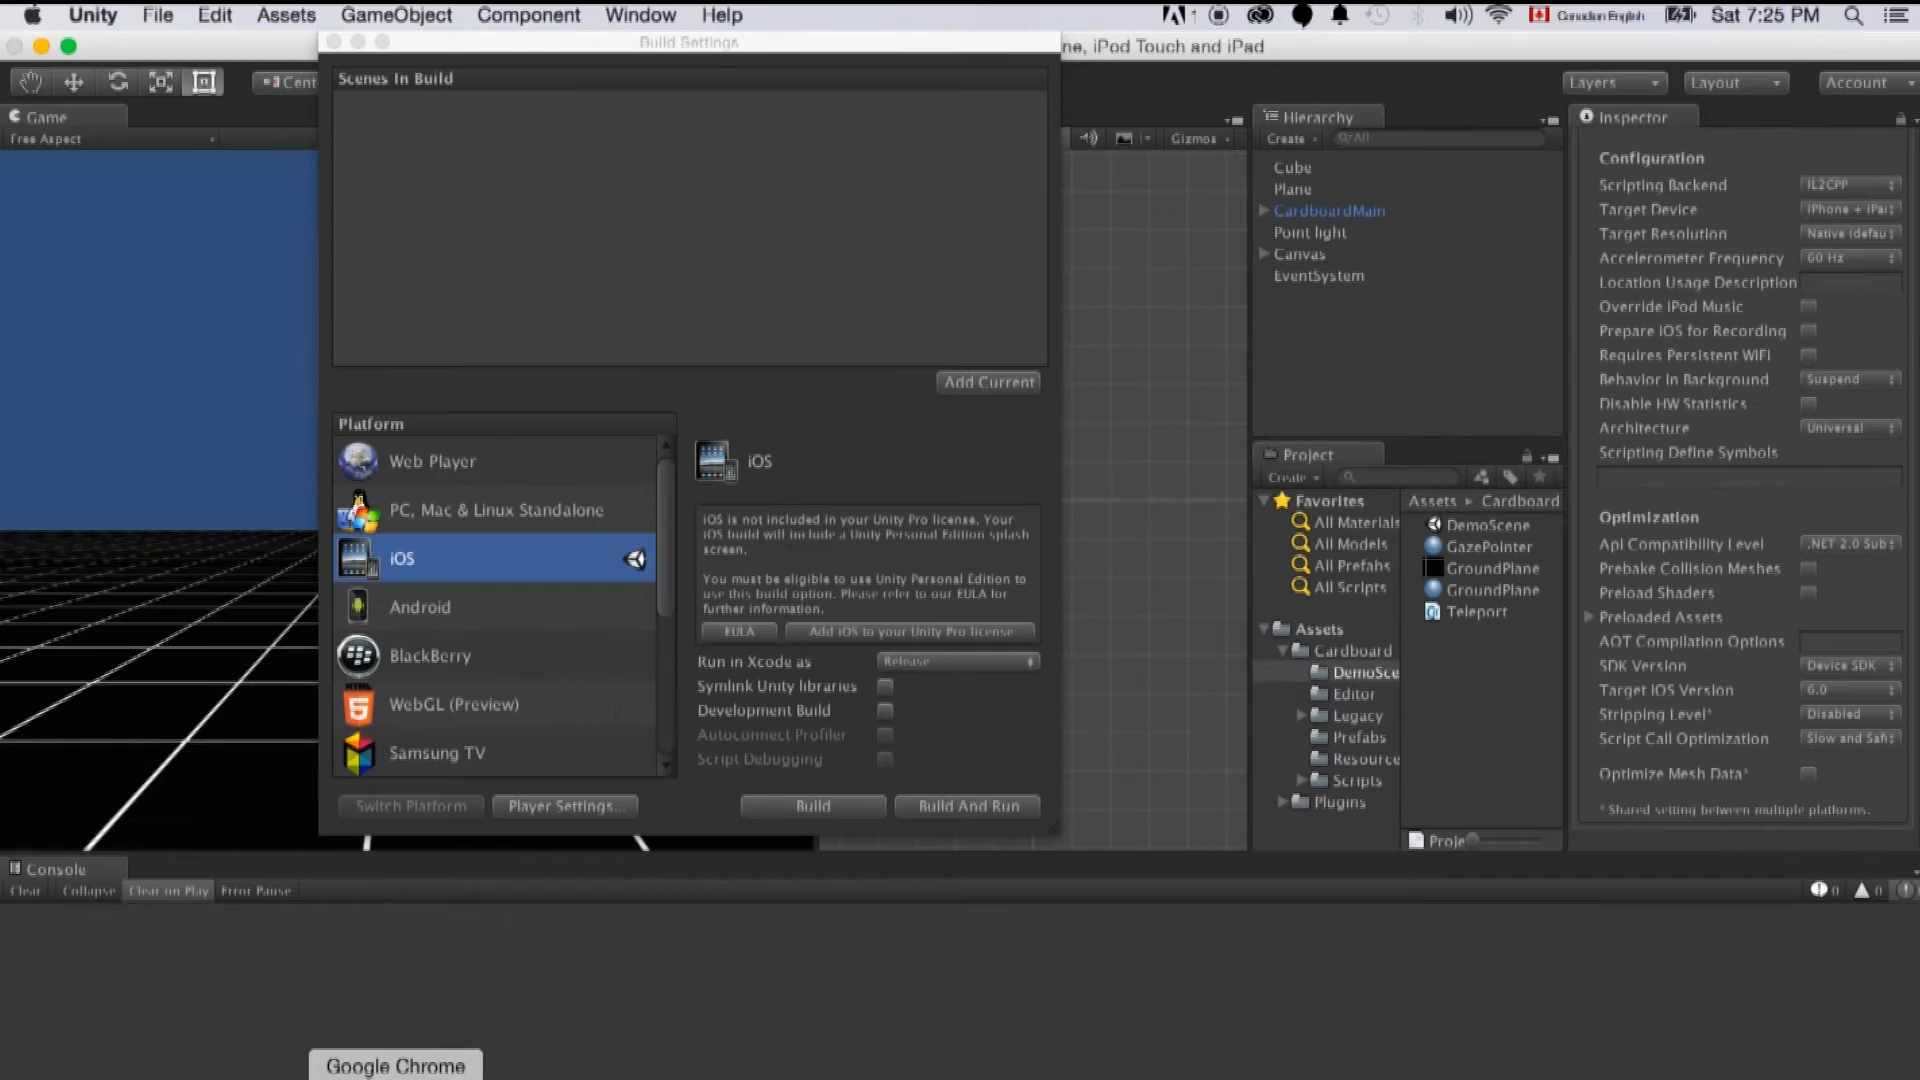 Unity File Edit Assets GameObject Component Window Help
1
Canadian English
Sat 7:25 PM
Build Settings
ne, iPod Touch and iPad
Cent
Layers
Layout
Account
Game
Free Aspect
Scenes In Build
Add Current
Platform
Web Player
PC, Mac & Linux Standalone
iOS
Android
BlackBerry
WebGL (Preview)
Samsung TV
iOS
iOS is not included in your Unity Pro license. Your
iOS build will include a Unity Personal Edition splash
screen.
You must be eligible to use Unity Personal Edition to
use this build option. Please refer to our EULA for
further information.
EULA
Add iOS to your Unity Pro license
Run in Xcode as Release
Symlink Unity libraries
Development Build
Autoconnect Profiler
Script Debugging
Switch Platform
Player Settings...
Build
Build And Run
Gizmos
Hierarchy
Create
All
Cube
Plane
CardboardMain
Point light
Canvas
EventSystem
Project
Create
Favorites
All Materials
All Models
All Prefabs
All Scripts
Assets
Cardboard
DemoSce
Editor
Legacy
Prefabs
Resource
Scripts
Plugins
Assets Cardboard
DemoScene
GazePointer
GroundPlane
GroundPlane
Teleport
Proje
Inspector
Configuration
Scripting Backend IL2CPP
Target Device iPhone + iPa
Target Resolution Native (defau
Accelerometer Frequency 60 Hz
Location Usage Description
Override iPod Music
Prepare iOS for Recording
Requires Persistent WiFi
Behavior in Background Suspend
Disable HW Statistics
Architecture Universal
Scripting Define Symbols
Optimization
Api Compatibility Level .NET 2.0 Sub
Prebake Collision Meshes
Preload Shaders
Preloaded Assets
AOT Compilation Options
SDK Version Device SDK
Target iOS Version 6.0
Stripping Level* Disabled
Script Call Optimization Slow and Saf
Optimize Mesh Data*
* Shared setting between multiple platforms.
Console
Clear Collapse Clear on Play Error Pause
0 0
Google Chrome